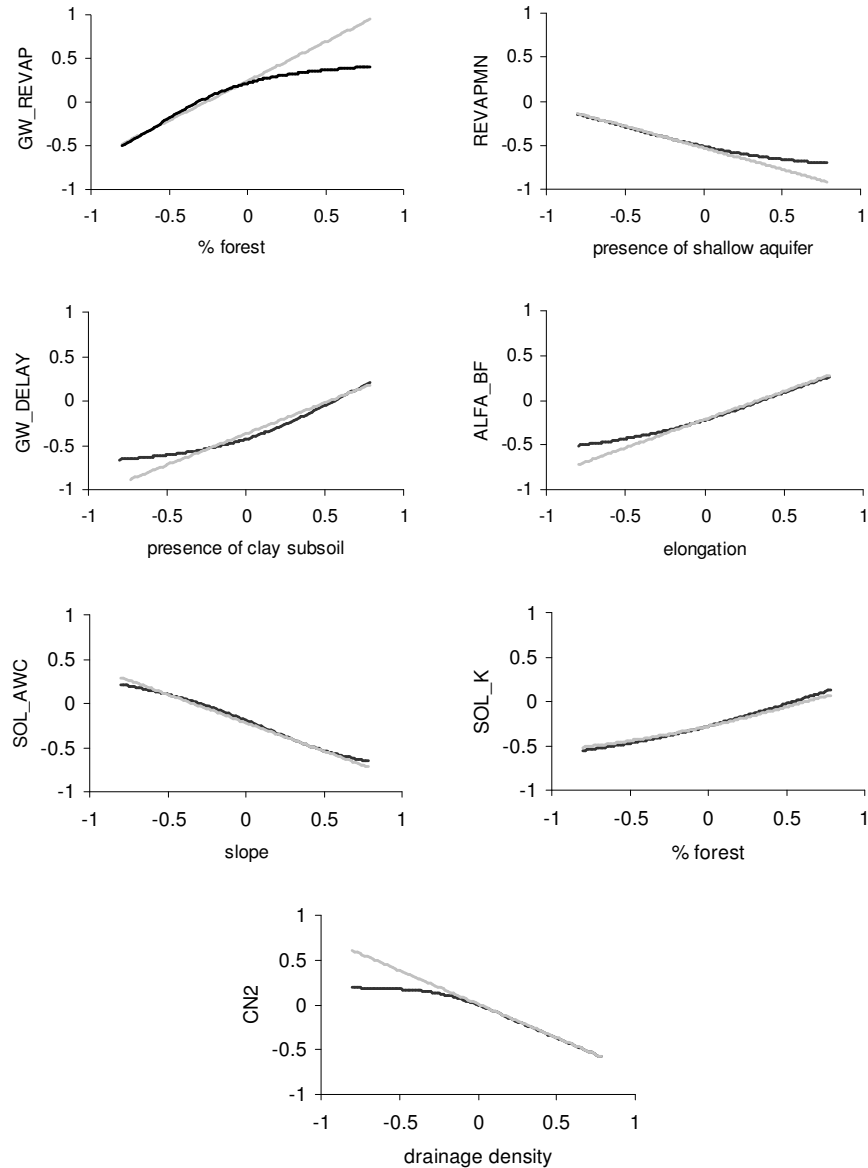 1
0.5
0
-0.5
-1
GW_REVAP
-1 -0.5 0 0.5 1
% forest
1
0.5
0
-0.5
-1
REVAPMN
-1 -0.5 0 0.5 1
presence of shallow aquifer
1
0.5
0
-0.5
-1
GW_DELAY
-1 -0.5 0 0.5 1
presence of clay subsoil
1
0.5
0
-0.5
-1
ALFA_BF
-1 -0.5 0 0.5 1
elongation
1
0.5
0
-0.5
-1
SOL_AWC
-1 -0.5 0 0.5 1
slope
1
0.5
0
-0.5
-1
SOL_K
-1 -0.5 0 0.5 1
% forest
1
0.5
0
-0.5
-1
CN2
-1 -0.5 0 0.5 1
drainage density